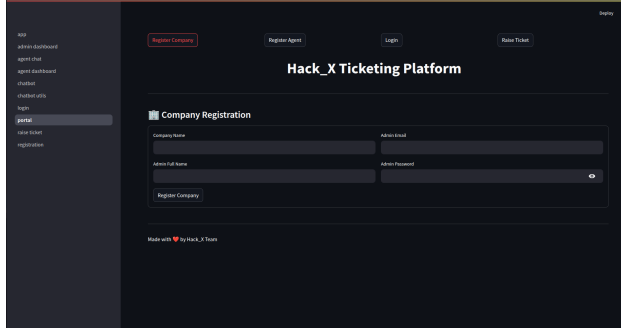 Deploy
app
admin dashboard
agent chat
agent dashboard
chatbot
chatbot utils
login
portal
raise ticket
registration
Register Company
Register Agent
Login
Raise Ticket
Hack_X Ticketing Platform
🏢 Company Registration
Company Name
Admin Email
Admin Full Name
Admin Password
Register Company
Made with ❤️ by Hack_X Team